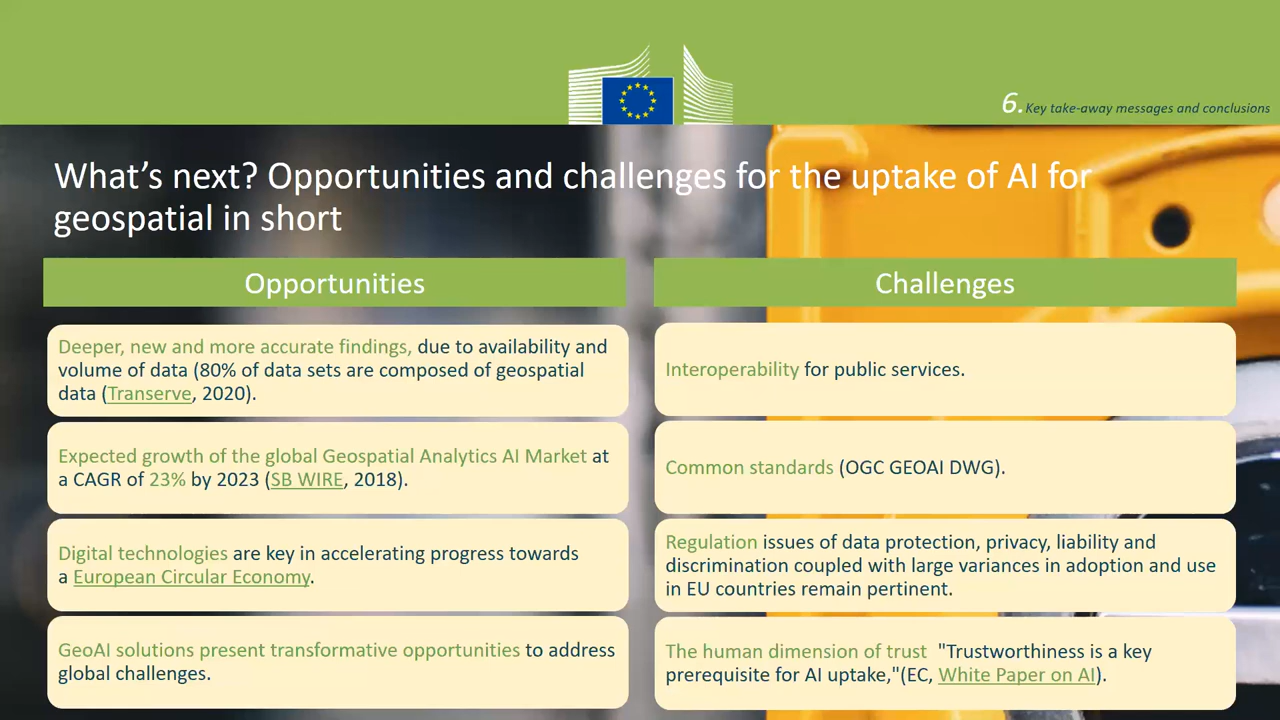 6. Key take-away messages and conclusions
What's next? Opportunities and challenges for the uptake of AI for
geospatial in short
Opportunities
Deeper, new and more accurate findings, due to availability and
volume of data (80% of data sets are composed of geospatial
data (Transerve, 2020).
Expected growth of the global Geospatial Analytics AI Market at
a CAGR of 23% by 2023 (SB WIRE, 2018).
Digital technologies are key in accelerating progress towards
a European Circular Economy.
GeoAI solutions present transformative opportunities to address
global challenges.
Challenges
Interoperability for public services.
Common standards (OGC GEOAI DWG).
Regulation issues of data protection, privacy, liability and
discrimination coupled with large variances in adoption and use
in EU countries remain pertinent.
The human dimension of trust "Trustworthiness is a key
prerequisite for AI uptake,"(EC, White Paper on AI).